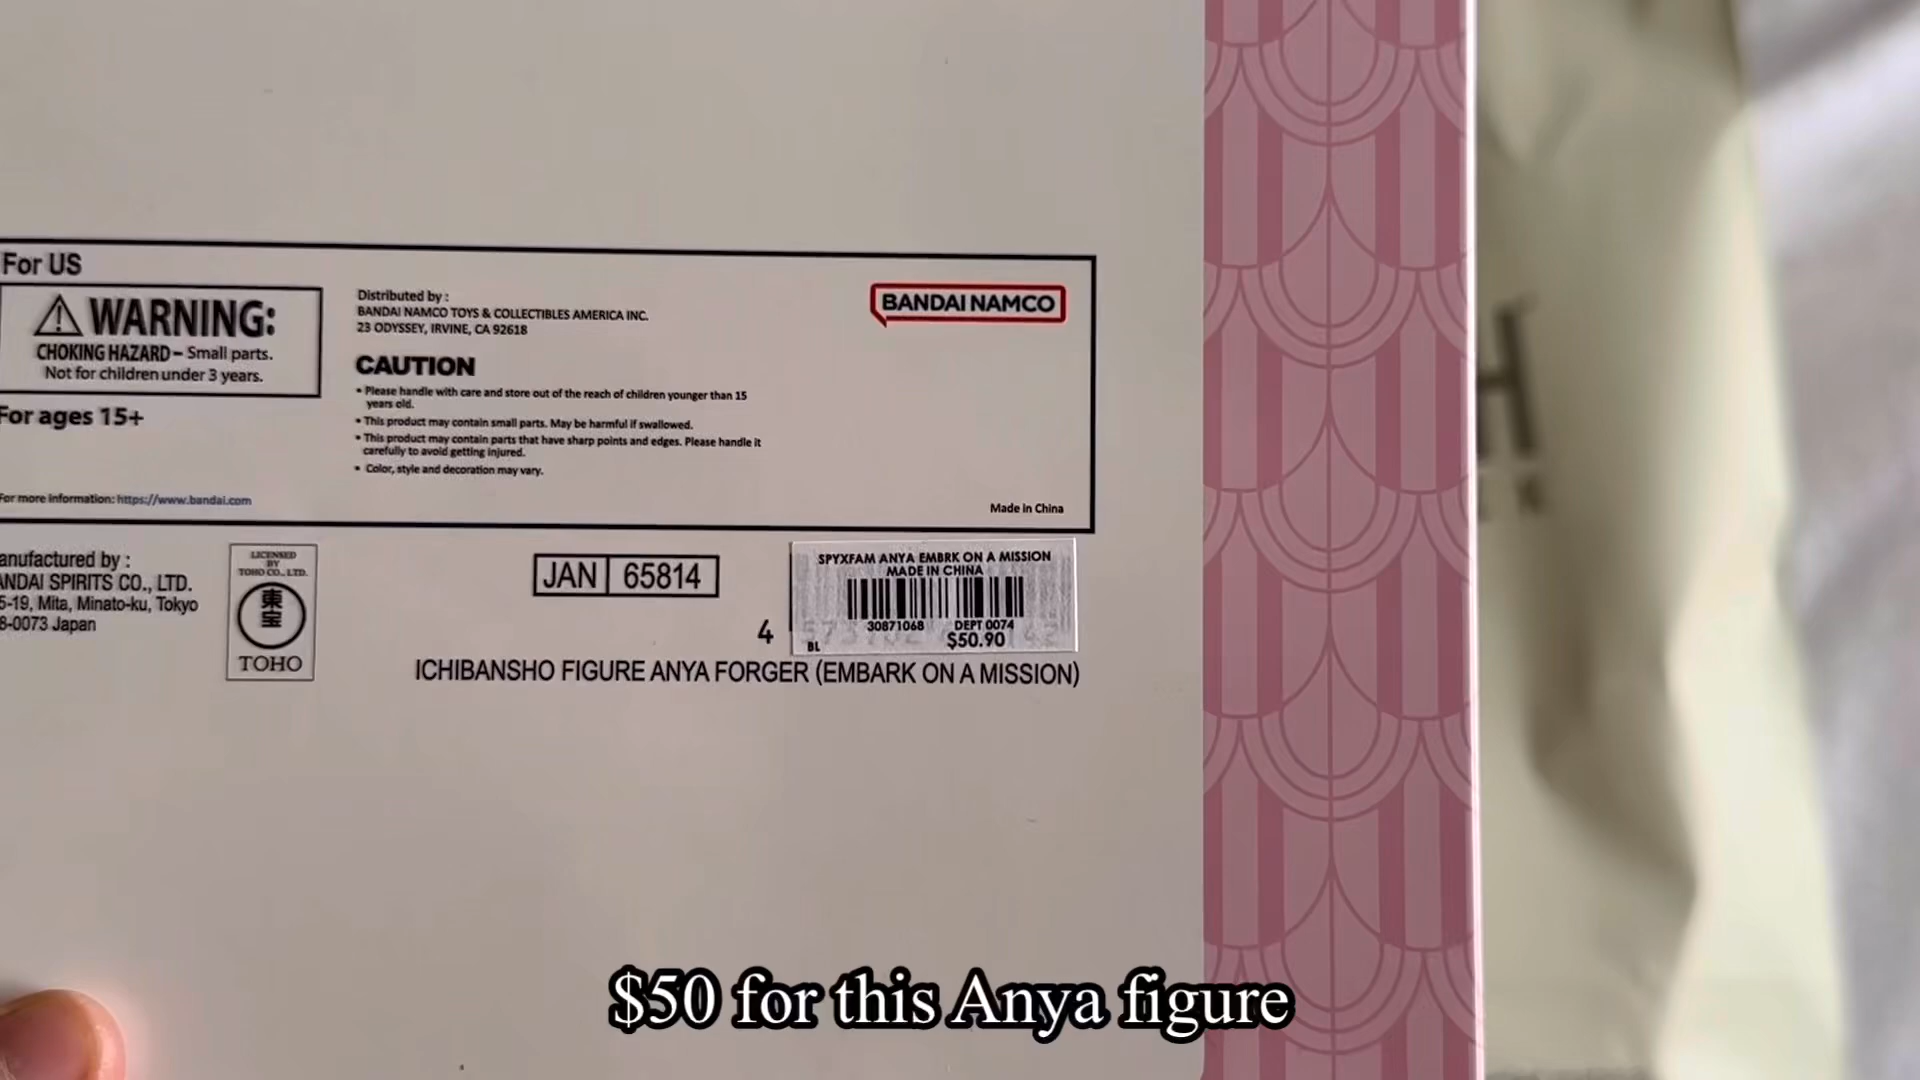 For US
WARNING:
CHOKING HAZARD – Small parts.
Not for children under 3 years.
For ages 15+
For more information: https://www.bandai.com
Distributed by :
BANDAI NAMCO TOYS & COLLECTIBLES AMERICA INC.
23 ODYSSEY, IRVINE, CA 92618
CAUTION
• Please handle with care and store out of the reach of children younger than 15
years old.
• This product may contain small parts. May be harmful if swallowed.
• This product may contain parts that have sharp points and edges. Please handle it
carefully to avoid getting injured.
• Color, style and decoration may vary.
BANDAI NAMCO
Made in China
anufactured by :
ANDAI SPIRITS CO., LTD.
5-19, Mita, Minato-ku, Tokyo
8-0073 Japan
LICENSED
BY
TOHO CO., LTD.
東宝
TOHO
JAN 65814
4
SPYXFAM ANYA EMBRK ON A MISSION
MADE IN CHINA
30871068 DEPT 0074
BL $50.90
ICHIBANSHO FIGURE ANYA FORGER (EMBARK ON A MISSION)
$50 for this Anya figure